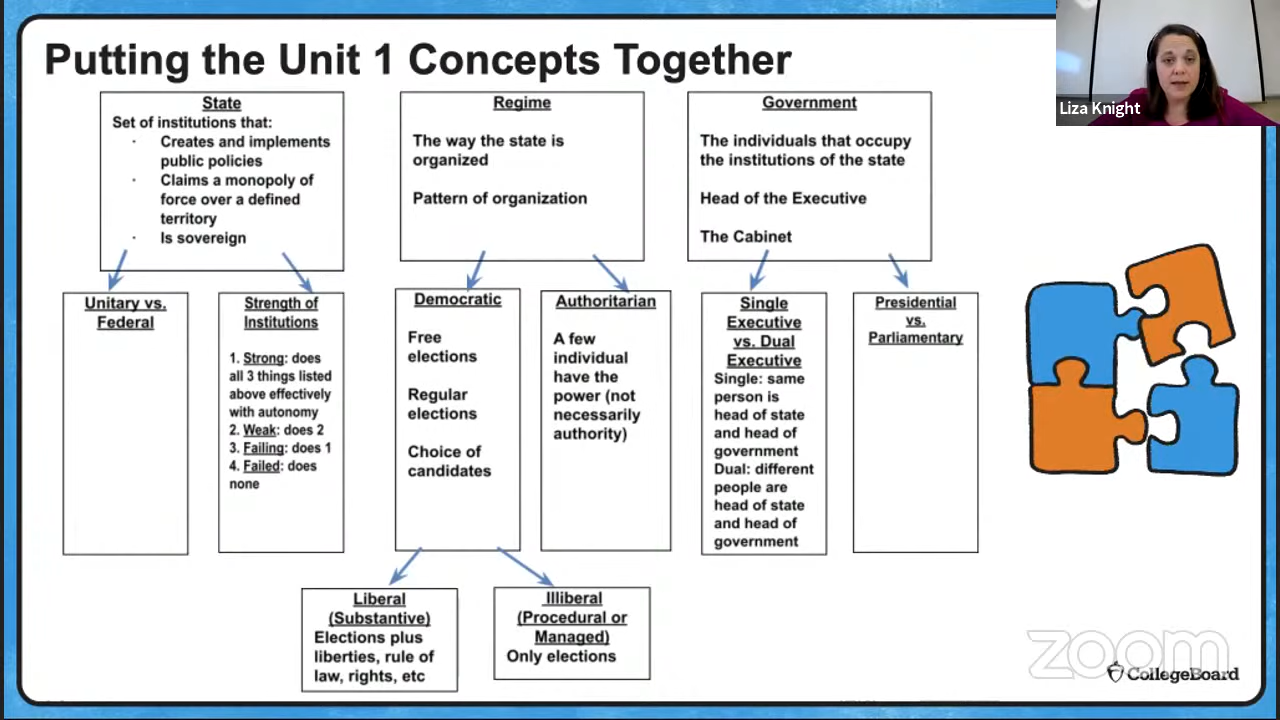 Putting the Unit 1 Concepts Together
Liza Knight
State
Set of institutions that:
· Creates and implements
public policies
· Claims a monopoly of
force over a defined
territory
· Is sovereign
Regime
The way the state is
organized
Pattern of organization
Government
The individuals that occupy
the institutions of the state
Head of the Executive
The Cabinet
Unitary vs.
Federal
Strength of
Institutions
1. Strong: does
all 3 things listed
above effectively
with autonomy
2. Weak: does 2
3. Failing: does 1
4. Failed: does
none
Democratic
Free
elections
Regular
elections
Choice of
candidates
Authoritarian
A few
individual
have the
power (not
necessarily
authority)
Single
Executive
vs. Dual
Executive
Single: same
person is
head of state
and head of
government
Dual: different
people are
head of state
and head of
government
Presidential
vs.
Parliamentary
Liberal
(Substantive)
Elections plus
liberties, rule of
law, rights, etc
Illiberal
(Procedural or
Managed)
Only elections
zoom
CollegeBoard